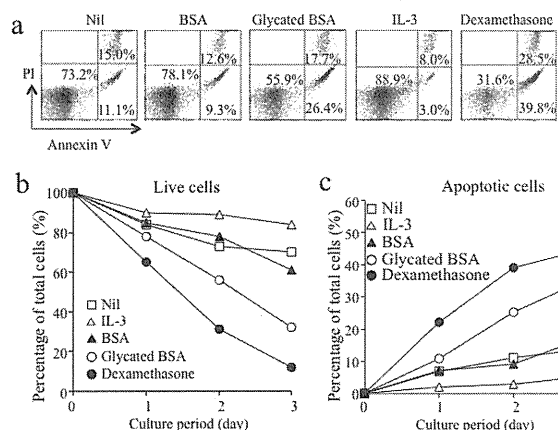 a
Nil BSA Glycated BSA IL-3 Dexamethasone
15.0% 12.6% 17.7% 8.0% 28.5%
PI 73.2% 78.1% 55.9% 88.9% 31.6%
11.1% 9.3% 26.4% 3.0% 39.8%
Annexin V
b Live cells
Percentage of total cells (%)
100
80
60
40
20
0
Nil
IL-3
BSA
Glycated BSA
Dexamethasone
0 1 2 3
Culture period (day)
c Apoptotic cells
Percentage of total cells (%)
60
50
40
30
20
10
0
Nil
IL-3
BSA
Glycated BSA
Dexamethasone
0 1 2
Culture period (day)